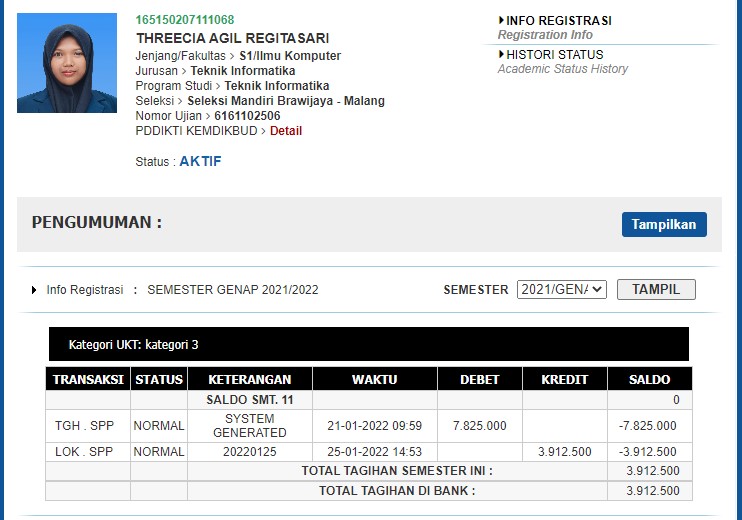 165150207111068
THREECIA AGIL REGITASARI
Jenjang/Fakultas > S1/Ilmu Komputer
Jurusan > Teknik Informatika
Program Studi > Teknik Informatika
Seleksi > Seleksi Mandiri Brawijaya - Malang
Nomor Ujian > 6161102506
PDDIKTI KEMDIKBUD > Detail
Status : AKTIF
INFO REGISTRASI
Registration Info
HISTORI STATUS
Academic Status History
PENGUMUMAN :
Tampilkan
Info Registrasi : SEMESTER GENAP 2021/2022
SEMESTER 2021/GENA TAMPIL
Kategori UKT: kategori 3
TRANSAKSI STATUS KETERANGAN WAKTU DEBET KREDIT SALDO
SALDO SMT. 11 0
TGH . SPP NORMAL SYSTEM GENERATED 21-01-2022 09:59 7.825.000 -7.825.000
LOK . SPP NORMAL 20220125 25-01-2022 14:53 3.912.500 -3.912.500
TOTAL TAGIHAN SEMESTER INI : 3.912.500
TOTAL TAGIHAN DI BANK : 3.912.500